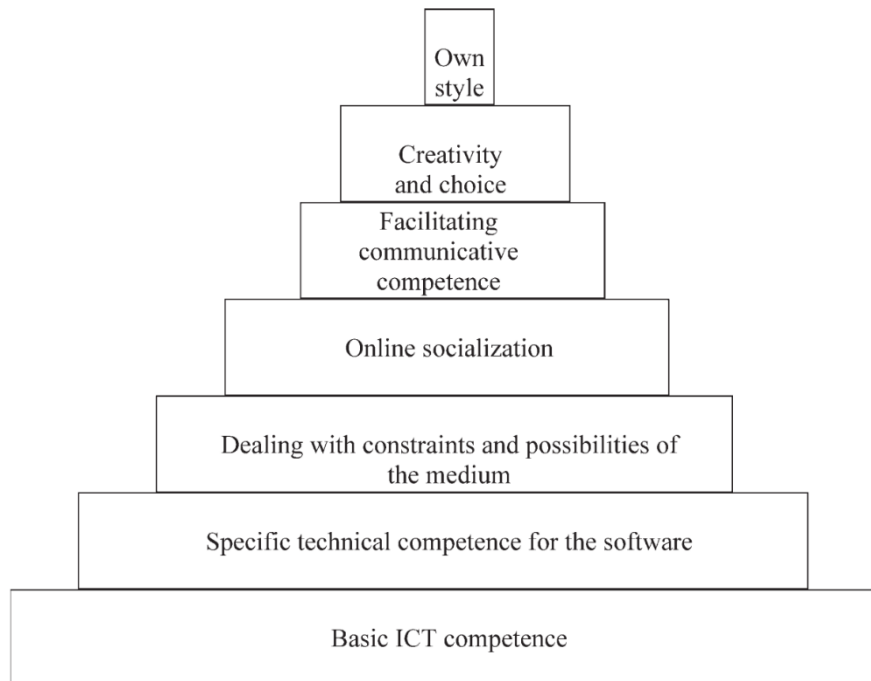 Own
style
Creativity
and choice
Facilitating
communicative
competence
Online socialization
Dealing with constraints and possibilities of
the medium
Specific technical competence for the software
Basic ICT competence